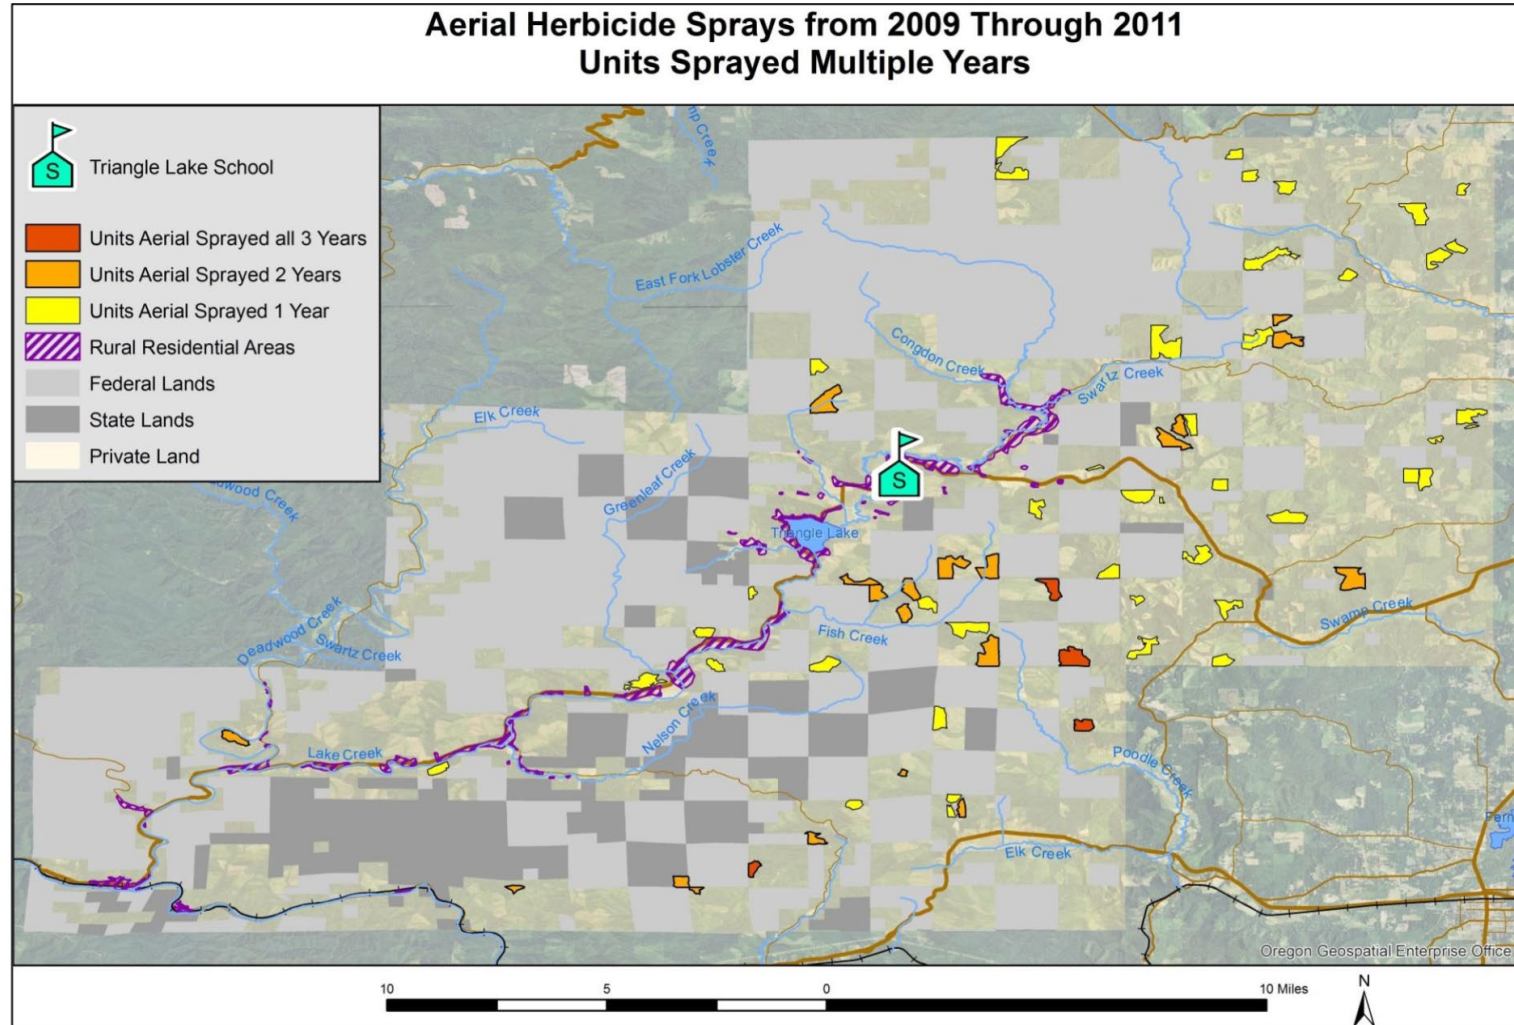 Aerial Herbicide Sprays from 2009 Through 2011
Units Sprayed Multiple Years
S
Triangle Lake School
Units Aerial Sprayed all 3 Years
Units Aerial Sprayed 2 Years
Units Aerial Sprayed 1 Year
Rural Residential Areas
Federal Lands
State Lands
Private Land
Creek
East Fork Lobster Creek
Congdon Creek
Swartz Creek
Elk Creek
Greenleaf Creek
S
Creek
Triangle Lake
Deadwood Creek
Swartz Creek
Fish Creek
Swamp Creek
Nelson Creek
Lake Creek
Poodle Creek
Elk Creek
Oregon Geospatial Enterprise Office
10 5 0 10 Miles
N